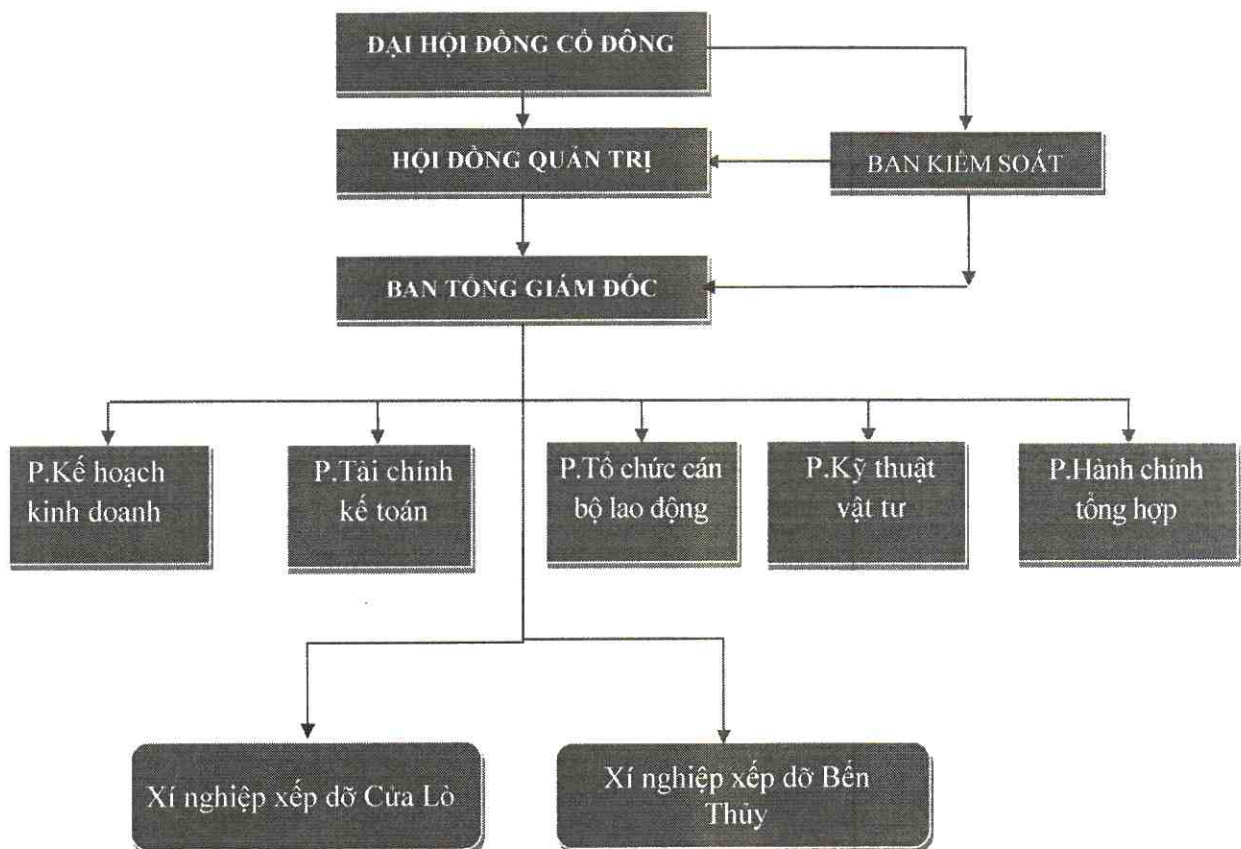 ĐẠI HỘI ĐỒNG CỔ ĐÔNG
HỘI ĐỒNG QUẢN TRỊ
BAN KIỂM SOÁT
BAN TỔNG GIÁM ĐỐC
P.Kế hoạch
kinh doanh
P.Tài chính
kế toán
P.Tổ chức cán
bộ lao động
P.Kỹ thuật
vật tư
P.Hành chính
tổng hợp
Xí nghiệp xếp dỡ Cửa Lò
Xí nghiệp xếp dỡ Bến
Thủy